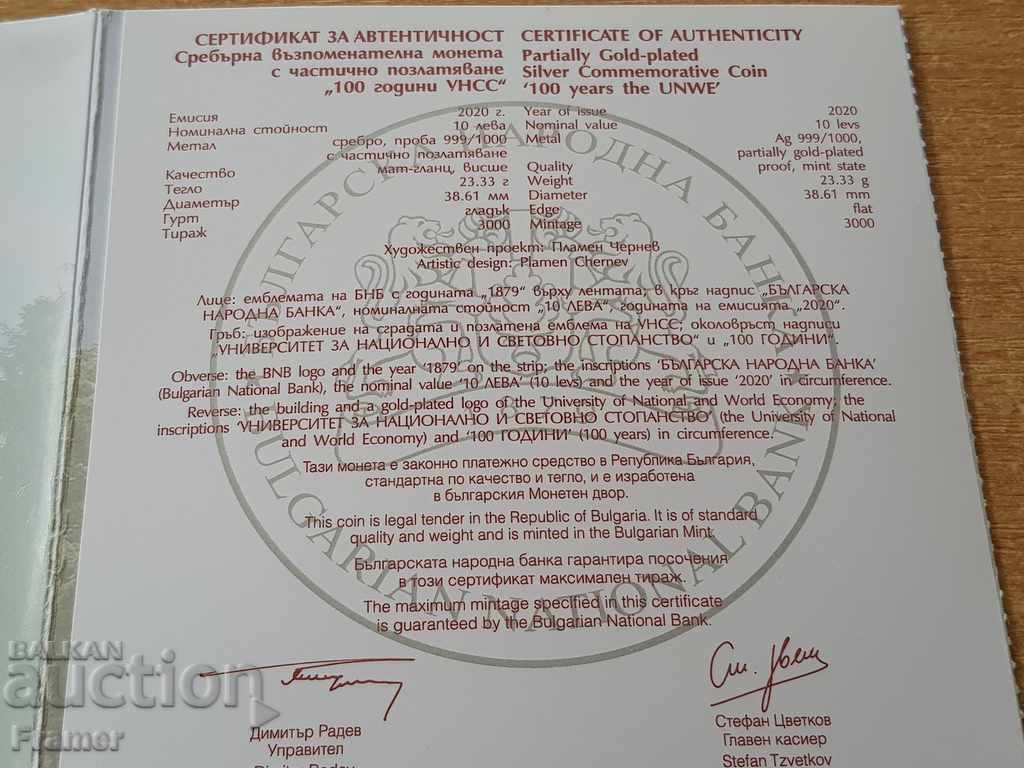 СЕРТИФИКАТ ЗА АВТЕНТИЧНОСТ
Сребърна възпоменателна монета
с частично позлатяване
„100 години УНСС“
CERTIFICATE OF AUTHENTICITY
Partially Gold-plated
Silver Commemorative Coin
‘100 years the UNWE’
Емисия 2020 г.
Номинална стойност 10 лева
Метал сребро, проба 999/1000
с частично позлатяване
Качество мат-гланц, висше
Тегло 23.33 г
Диаметър 38.61 мм
Гурт гладък
Тираж 3000
Year of issue 2020
Nominal value 10 levs
Metal Ag 999/1000,
partially gold-plated
Quality proof, mint state
Weight 23.33 g
Diameter 38.61 mm
Edge flat
Mintage 3000
Художествен проект: Пламен Чернев
Artistic design: Plamen Chernev
Лице: емблемата на БНБ с годината „1879“ върху лентата; в кръг надпис „БЪЛГАРСКА
НАРОДНА БАНКА“, номиналната стойност „10 ЛЕВА“, годината на емисията „2020“.
Гръб: изображение на сградата и позлатена емблема на УНСС; околовръст надписи
„УНИВЕРСИТЕТ ЗА НАЦИОНАЛНО И СВЕТОВНО СТОПАНСТВО“ и „100 ГОДИНИ“.
Obverse: the BNB logo and the year ‘1879’ on the strip; the inscriptions ‘БЪЛГАРСКА НАРОДНА БАНКА’
(Bulgarian National Bank), the nominal value ‘10 ЛЕВА’ (10 levs) and the year of issue ‘2020’ in circumference.
Reverse: the building and a gold-plated logo of the University of National and World Economy; the
inscriptions ‘УНИВЕРСИТЕТ ЗА НАЦИОНАЛНО И СВЕТОВНО СТОПАНСТВО’ (the University of National
and World Economy) and ‘100 ГОДИНИ’ (100 years) in circumference.
Тази монета е законно платежно средство в Република България,
стандартна по качество и тегло, и е изработена
в българския Монетен двор.
This coin is legal tender in the Republic of Bulgaria. It is of standard
quality and weight and is minted in the Bulgarian Mint.
Българската народна банка гарантира посочения
в този сертификат максимален тираж.
The maximum mintage specified in this certificate
is guaranteed by the Bulgarian National Bank.
БЪЛГАРСКА НАРОДНА БАНКА
BULGARIAN NATIONAL BANK
Димитър Радев
Управител
Dimitar Radev
Стефан Цветков
Главен касиер
Stefan Tzvetkov
BALKAN
auction
Framer